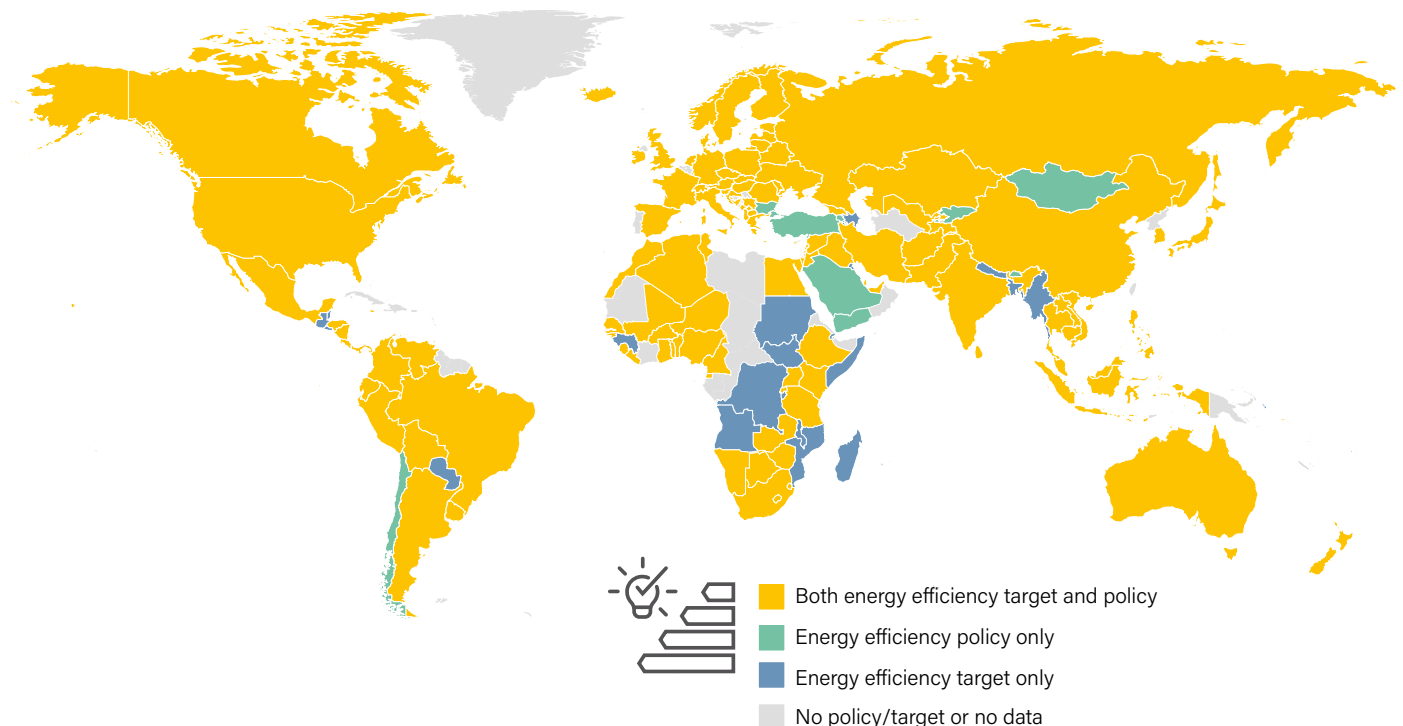 Both energy efficiency target and policy
Energy efficiency policy only
Energy efficiency target only
No policy/target or no data